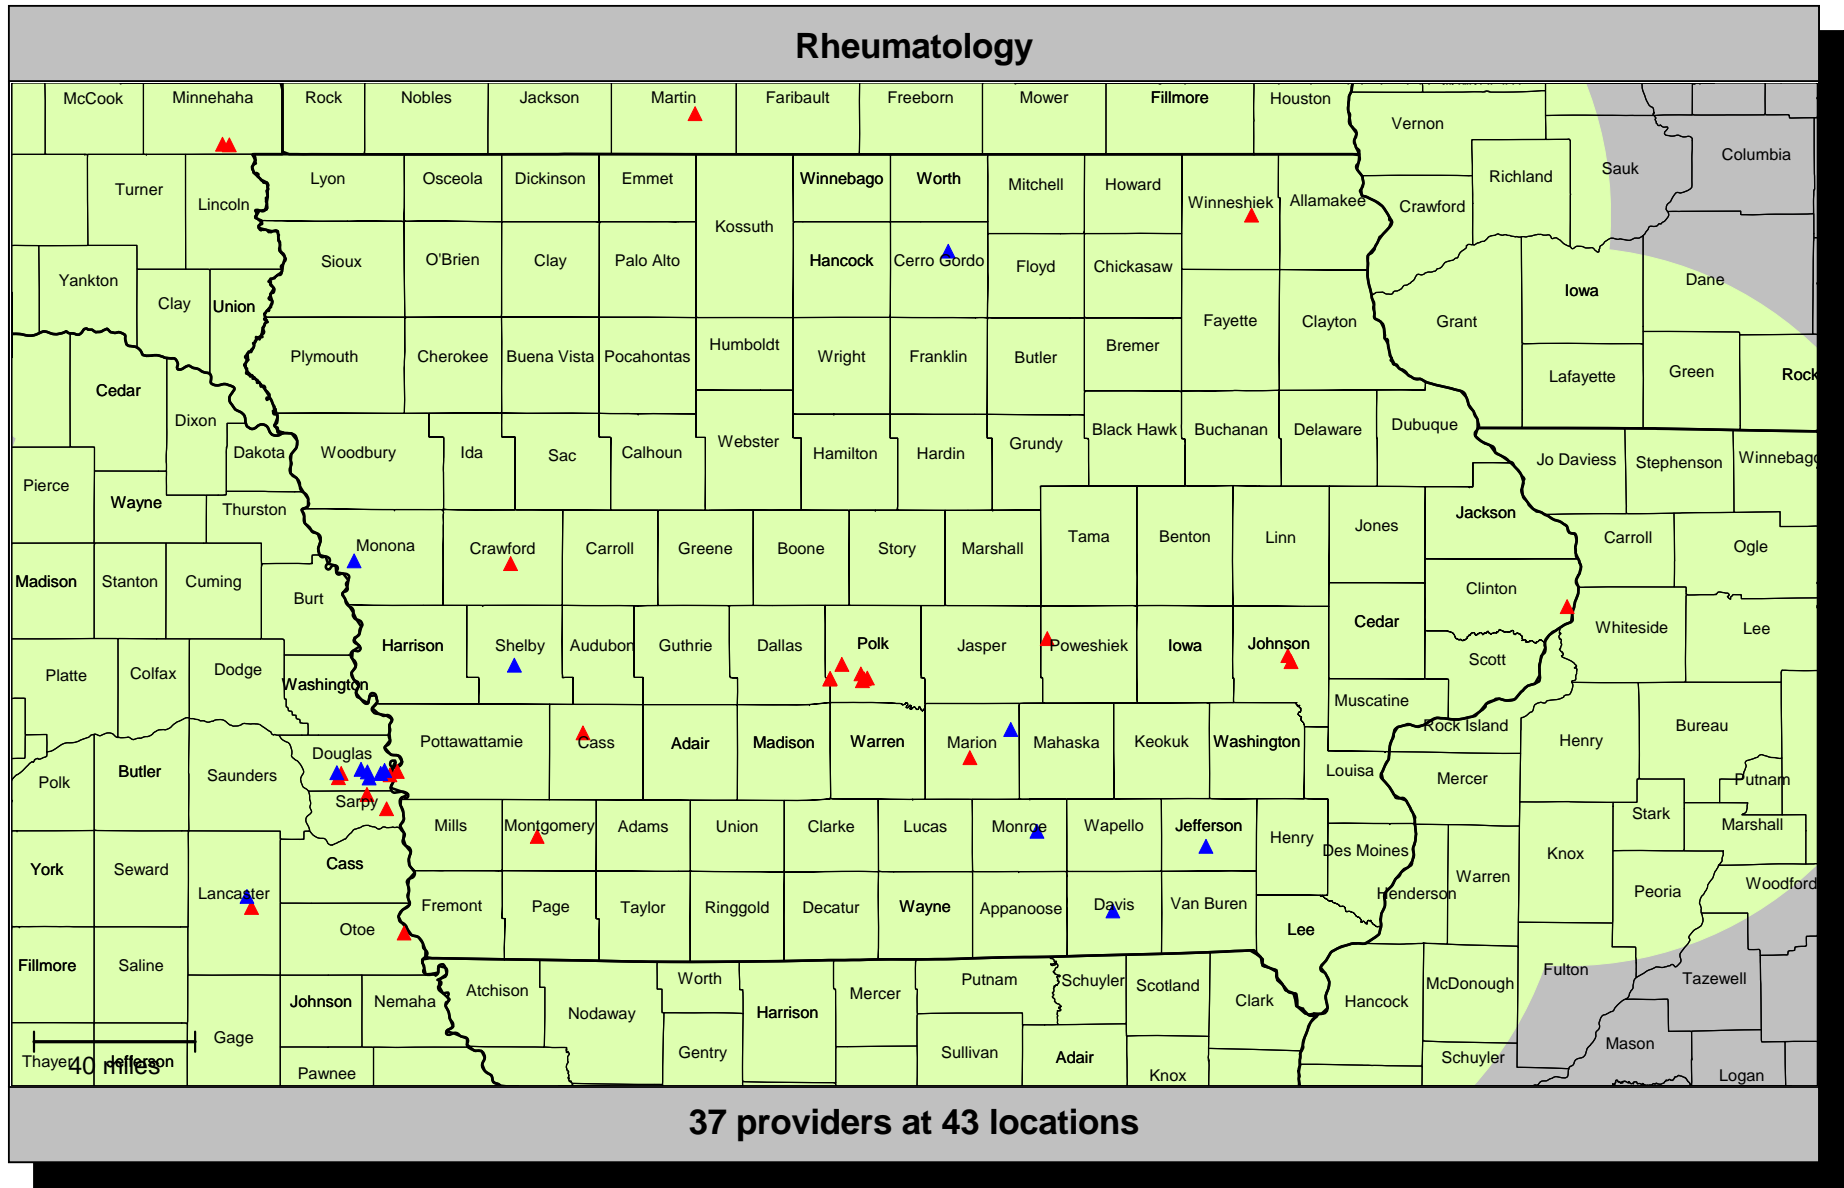 Rheumatology
McCook Minnehaha Rock Nobles Jackson Martin Faribault Freeborn Mower Fillmore Houston
Vernon
Columbia
Sauk
Turner Lyon Osceola Dickinson Emmet Winnebago Worth Mitchell Howard Richland
Lincoln Winneshiek Allamakee Crawford
Kossuth
Yankton Sioux O'Brien Clay Palo Alto Hancock Cerro Gordo Floyd Chickasaw Dane
Clay Union Iowa
Fayette Clayton Grant
Plymouth Cherokee Buena Vista Pocahontas Humboldt Wright Franklin Butler Bremer
Cedar Lafayette Green Rock
Dixon Black Hawk Buchanan Delaware Dubuque
Dakota Woodbury Ida Sac Calhoun Webster Hamilton Hardin Grundy Jo Daviess Stephenson Winnebago
Pierce
Wayne Thurston Jackson
Monona Crawford Carroll Greene Boone Story Marshall Tama Benton Linn Jones Carroll Ogle
Madison Stanton Cuming Burt Clinton
Harrison Shelby Audubon Guthrie Dallas Polk Jasper Poweshiek Iowa Johnson Cedar Whiteside Lee
Platte Colfax Dodge Washington Scott
Muscatine
Rock Island Bureau
Douglas Pottawattamie Cass Adair Madison Warren Marion Mahaska Keokuk Washington Henry
Polk Butler Saunders Louisa Mercer Putnam
Sarpy Mills Montgomery Adams Union Clarke Lucas Monroe Wapello Jefferson Henry Stark Marshall
Des Moines Knox
York Seward Cass Warren
Lancaster Henderson Peoria Woodford
Otoe Fremont Page Taylor Ringgold Decatur Wayne Appanoose Davis Van Buren Lee
Fillmore Saline Fulton
Johnson Nemaha Atchison Nodaway Worth Harrison Mercer Putnam Schuyler Scotland Clark Hancock McDonough Tazewell
Gage Gentry Sullivan Adair Schuyler Mason
Thayer Jefferson
40 miles
Pawnee Knox Logan
37 providers at 43 locations